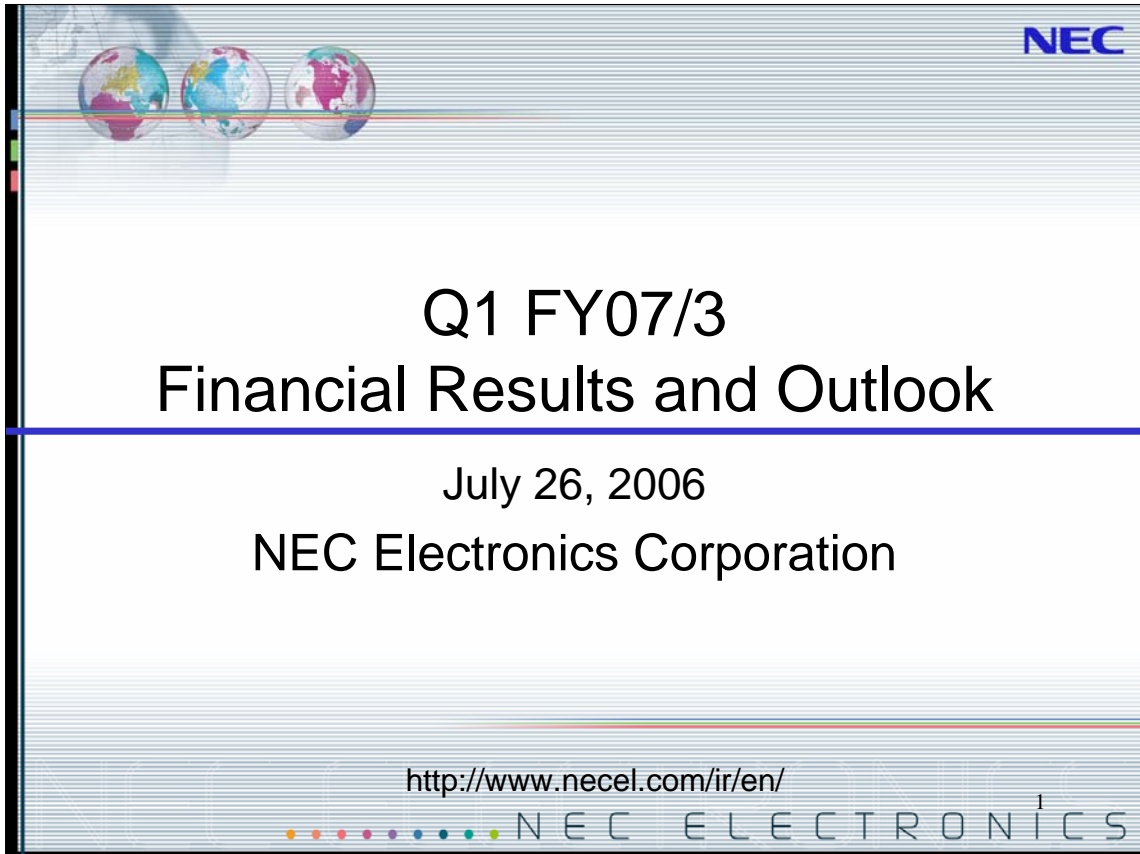 NEC
Q1 FY07/3
Financial Results and Outlook
July 26, 2006
NEC Electronics Corporation
http://www.necel.com/ir/en/
1
NEC ELECTRONICS